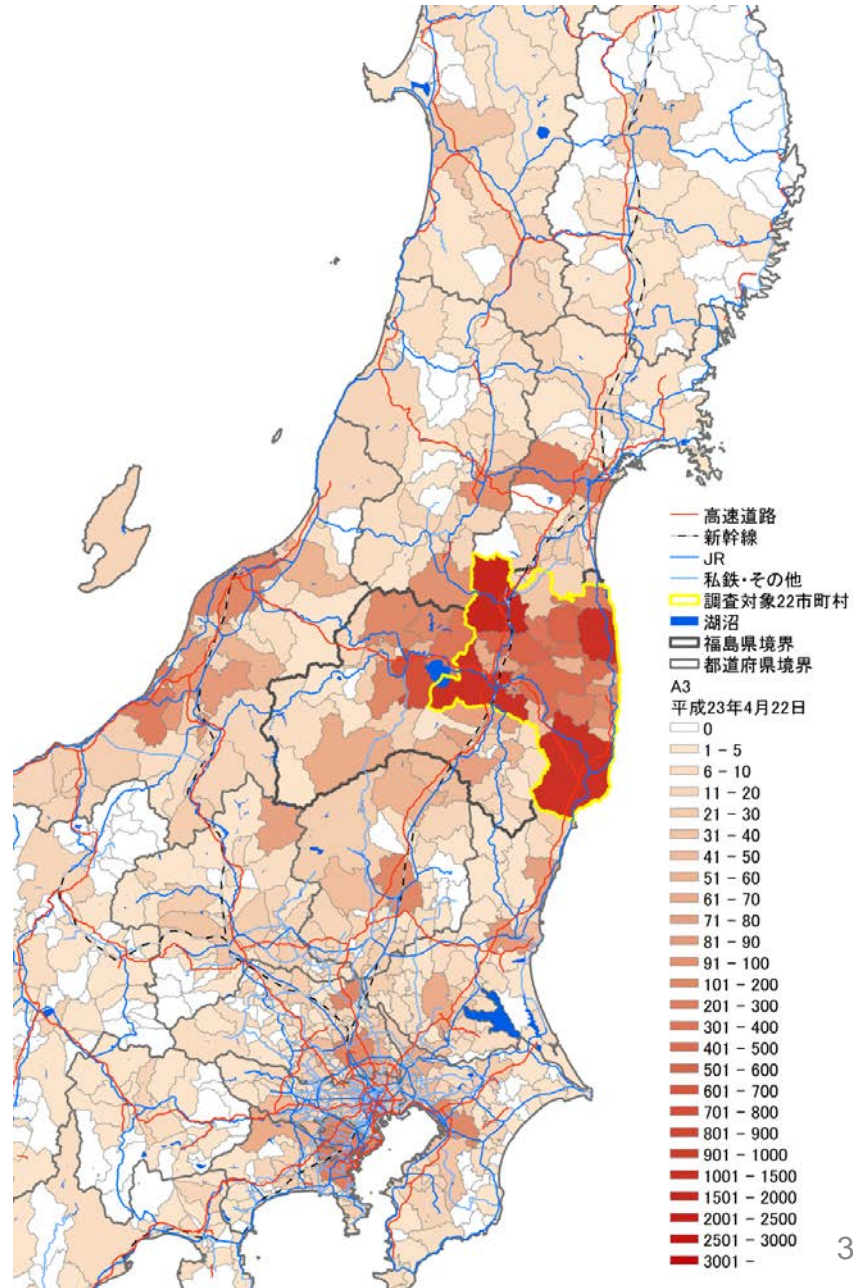 高速道路
新幹線
JR
私鉄・その他
調査対象22市町村
湖沼
福島県境界
都道府県境界
A3
平成23年4月22日
0
1 - 5
6 - 10
11 - 20
21 - 30
31 - 40
41 - 50
51 - 60
61 - 70
71 - 80
81 - 90
91 - 100
101 - 200
201 - 300
301 - 400
401 - 500
501 - 600
601 - 700
701 - 800
801 - 900
901 - 1000
1001 - 1500
1501 - 2000
2001 - 2500
2501 - 3000
3001 -
3